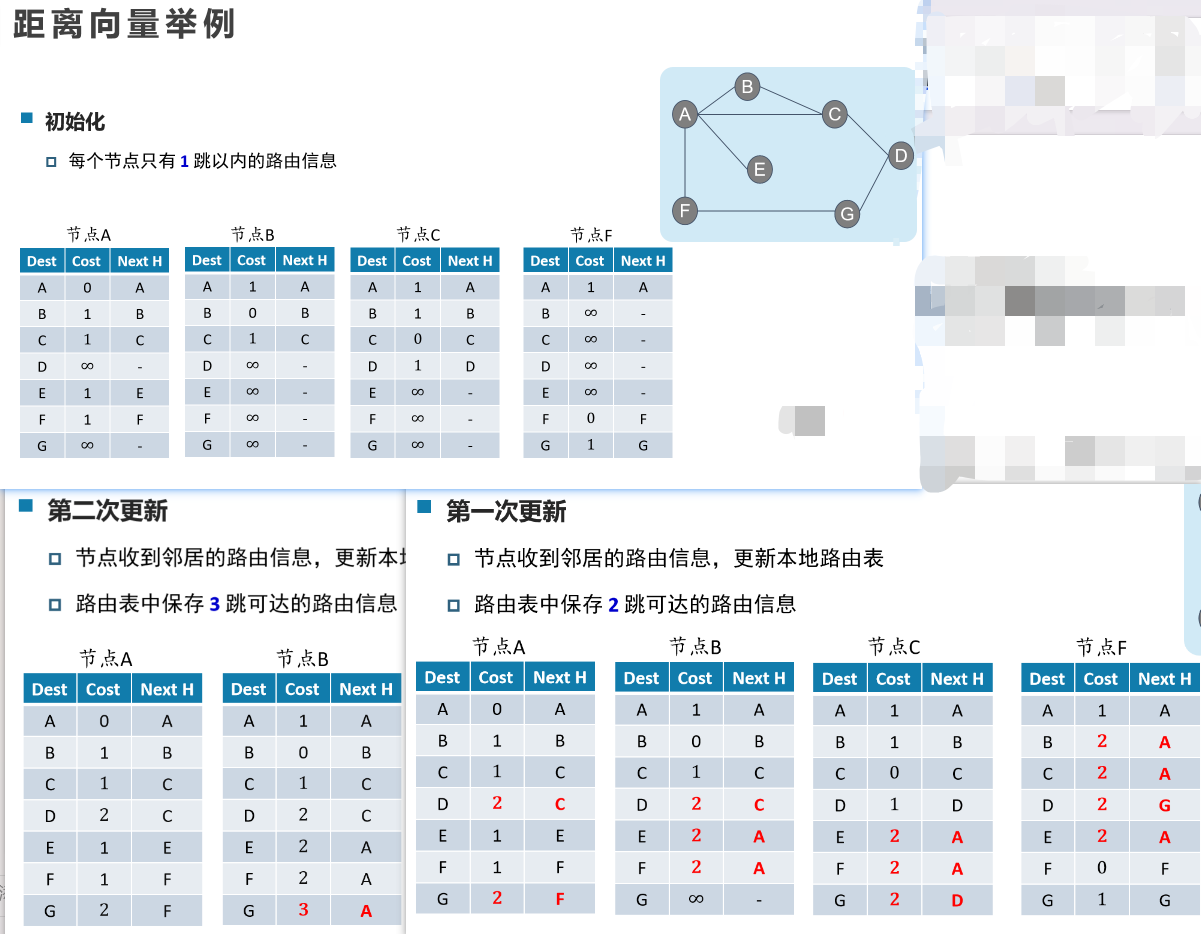 距离向量举例
初始化
每个节点只有 1 跳以内的路由信息
A
B
C
D
E
F
G
节点A 节点B 节点C 节点F
Dest Cost Next H Dest Cost Next H Dest Cost Next H Dest Cost Next H
A 0 A A 1 A A 1 A A 1 A
B 1 B B 0 B B 1 B B ∞ -
C 1 C C 1 C C 0 C C ∞ -
D ∞ - D ∞ - D 1 D D ∞ -
E 1 E E ∞ - E ∞ - E ∞ -
F 1 F F ∞ - F ∞ - F 0 F
G ∞ - G ∞ - G ∞ - G 1 G
第二次更新
节点收到邻居的路由信息，更新本
路由表中保存 3 跳可达的路由信息
节点A 节点B
Dest Cost Next H Dest Cost Next H
A 0 A A 1 A
B 1 B B 0 B
C 1 C C 1 C
D 2 C D 2 C
E 1 E E 2 A
F 1 F F 2 A
G 2 F G 3 A
第一次更新
节点收到邻居的路由信息，更新本地路由表
路由表中保存 2 跳可达的路由信息
节点A 节点B 节点C 节点F
Dest Cost Next H Dest Cost Next H Dest Cost Next H Dest Cost Next H
A 0 A A 1 A A 1 A A 1 A
B 1 B B 0 B B 1 B B 2 A
C 1 C C 1 C C 0 C C 2 A
D 2 C D 2 C D 1 D D 2 G
E 1 E E 2 A E 2 A E 2 A
F 1 F F 2 A F 2 A F 0 F
G 2 F G ∞ - G 2 D G 1 G